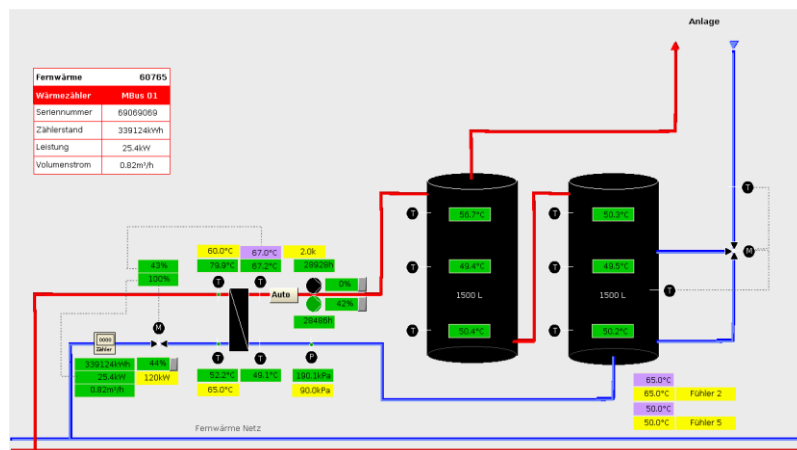 Anlage
Fernwärme 60765
Wärmezähler MBus 01
Seriennummer 69069069
Zählerstand 339124kWh
Leistung 25.4kW
Volumenstrom 0.82m³/h
T 56.7°C T 50.3°C T
60.0°C 67.0°C 2.0k
43% 79.9°C 67.2°C 28928h
T 49.4°C T 49.5°C M
100% T T 0%
Auto 1500 L 1500 L T
42%
28486h
M T 50.4°C T 50.2°C
0000
Zähler
T T P
339124kWh 44%
25.4kW 120kW 52.2°C 49.1°C 190.1kPa
0.82m³/h 65.0°C 90.0kPa
65.0°C
65.0°C Fühler 2
50.0°C
50.0°C Fühler 5
Fernwärme Netz